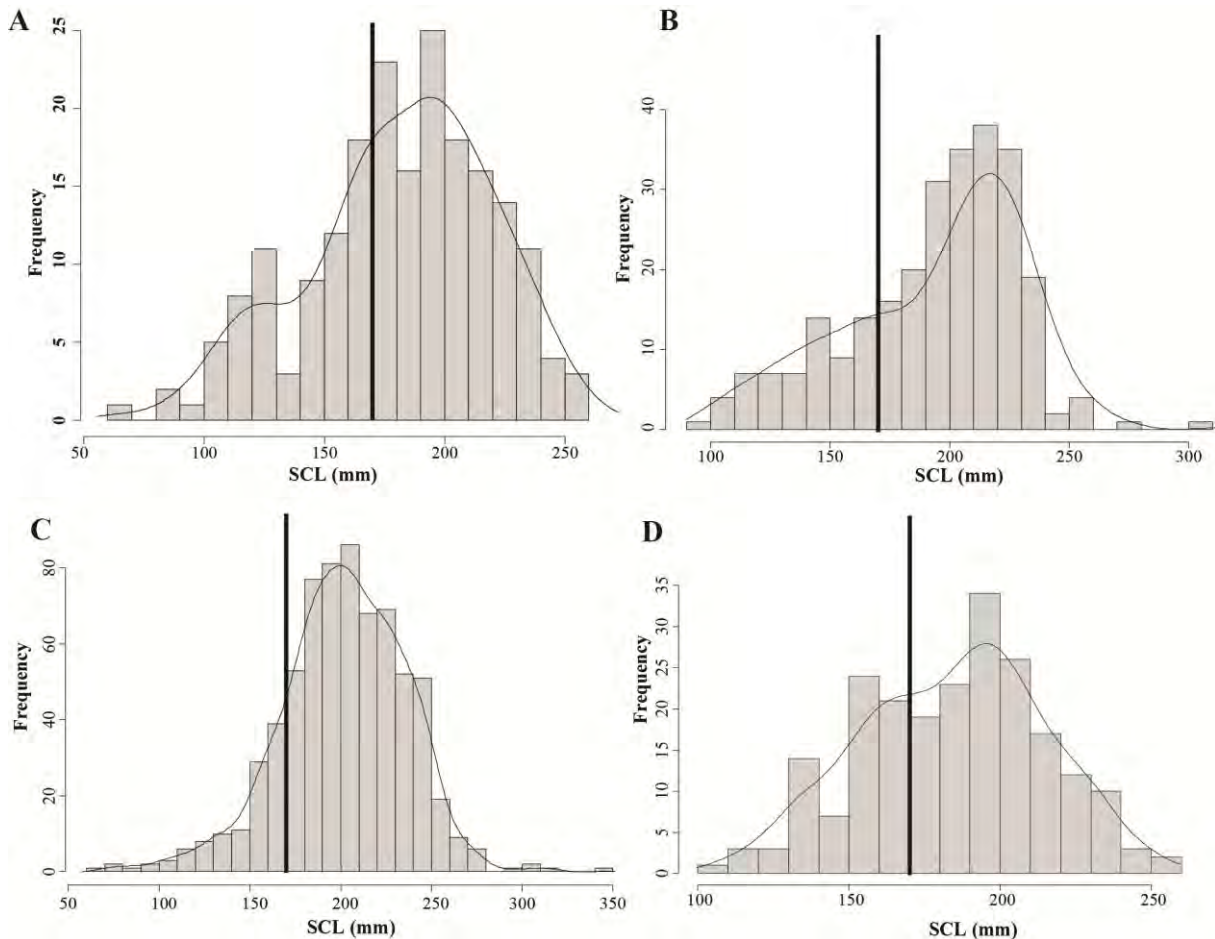 A
Frequency
0 5 10 15 20 25
50 100 150 200 250
SCL (mm)
B
Frequency
0 10 20 30 40
100 150 200 250 300
SCL (mm)
C
Frequency
0 20 40 60 80
50 100 150 200 250 300 350
SCL (mm)
D
Frequency
0 5 10 15 20 25 30 35
100 150 200 250
SCL (mm)